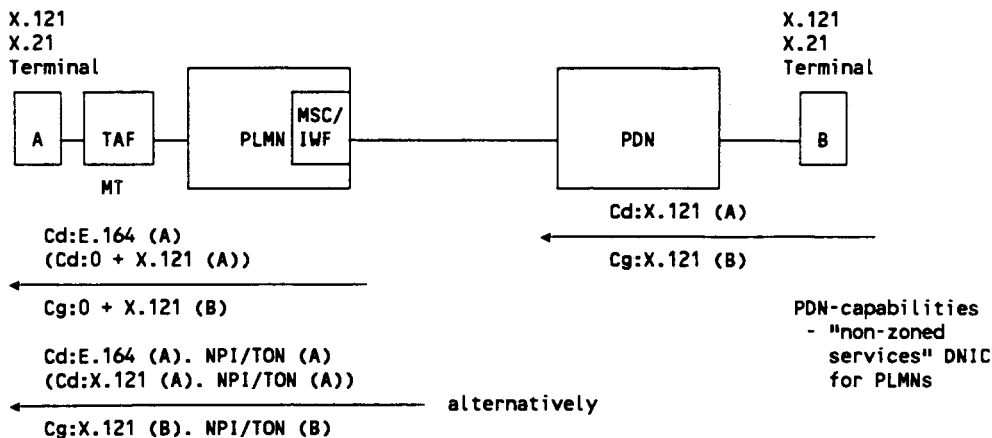 X.121
X.21
Terminal
X.121
X.21
Terminal
A
TAF
PLMN
MSC/
IWF
PDN
B
MT
Cd:X.121 (A)
Cg:X.121 (B)
Cd:E.164 (A)
(Cd:0 + X.121 (A))
Cg:0 + X.121 (B)
PDN-capabilities
- "non-zoned
services" DNIC
for PLMNs
Cd:E.164 (A). NPI/TON (A)
(Cd:X.121 (A). NPI/TON (A))
alternatively
Cg:X.121 (B). NPI/TON (B)